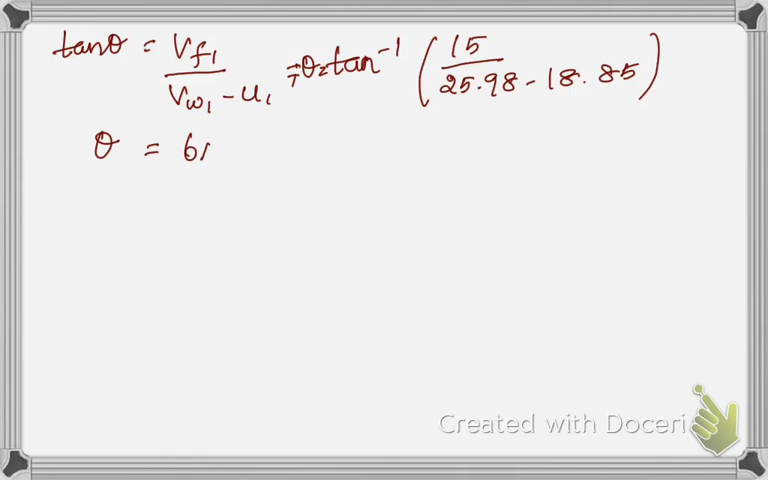 tanθ = Vf1 / Vw1 - u1 ⇒ θ = tan⁻¹ ( 15 / 25.98 - 18.85 )
θ = 61
Created with Doceri